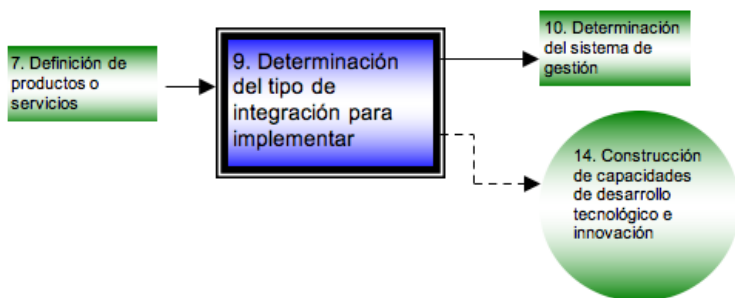 7. Definición de
productos o
servicios
9. Determinación
del tipo de
integración para
implementar
10. Determinación
del sistema de
gestión
14. Construcción
de capacidades
de desarrollo
tecnológico e
innovación